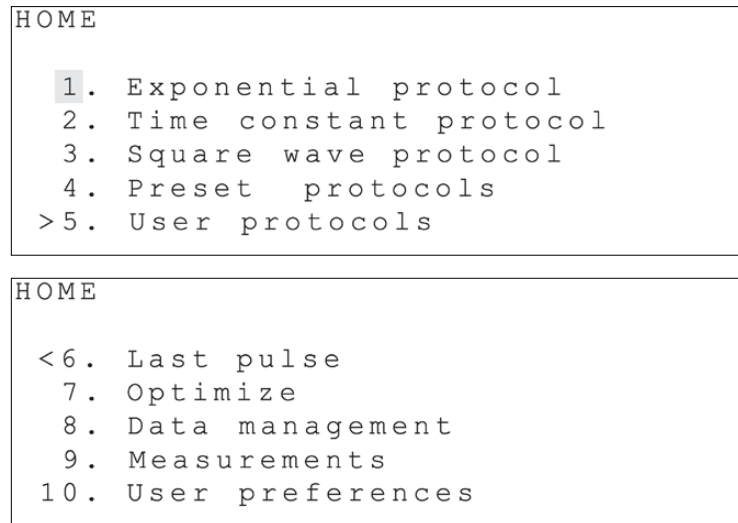 HOME
1. Exponential protocol
2. Time constant protocol
3. Square wave protocol
4. Preset protocols
>5. User protocols
HOME
<6. Last pulse
7. Optimize
8. Data management
9. Measurements
10. User preferences